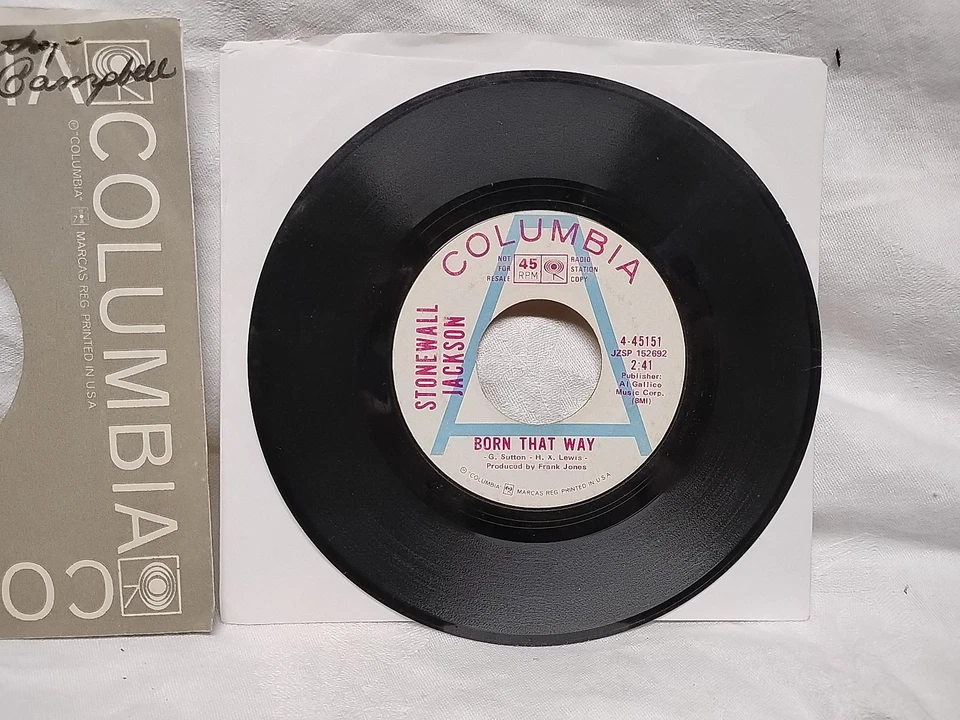 Campbell
COLUMBIA
"COLUMBIA" MARCAS REG PRINTED IN U S A
CO
COLUMBIA
NOT FOR RESALE
45 RPM
RADIO STATION COPY
STONEWALL
JACKSON
4-45151
JZSP 152692
2:41
Publisher:
Al Gallico
Music Corp.
(BMI)
A
BORN THAT WAY
- G. Sutton - H. X. Lewis -
Produced by Frank Jones
℗ "COLUMBIA" MARCAS REG. PRINTED IN U.S.A.